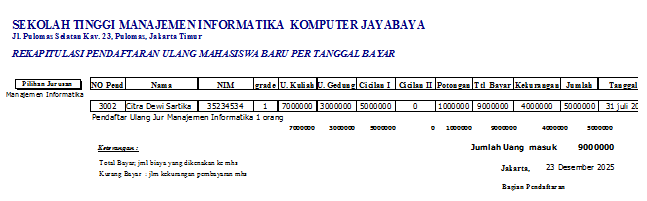 SEKOLAH TINGGI MANAJEMEN INFORMATIKA KOMPUTER JAYABAYA
Jl. Pulomas Selatan Kav. 23, Pulomas, Jakarta Timur
REKAPITULASI PENDAFTARAN ULANG MAHASISWA BARU PER TANGGAL BAYAR
Pilihan Jurusan NO Pend Nama NIM grade U. Kuliah U. Gedung Cicilan I Cicilan II Potongan Ttl Bayar Kekurangan Jumlah Tanggal
Manajemen Informatika
3002 Citra Dewi Sartika 35234534 1 7000000 3000000 5000000 0 1000000 9000000 4000000 5000000 31 juli 20
Pendaftar Ulang Jur Manajemen Informatika 1 orang
7000000 3000000 5000000 0 1000000 9000000 4000000 5000000
Keterangan : Jumlah Uang masuk 9000000
Total Bayar, jml biaya yang dikenakan ke mhs
Jakarta, 23 Desember 2025
Kurang Bayar : jlm kekurangan pembayaran mhs
Bagian Pendaftaran